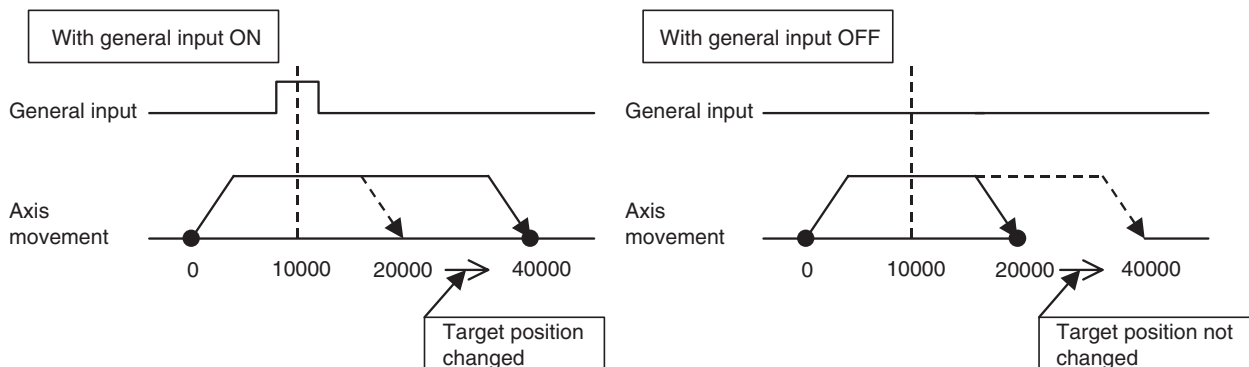 With general input ON
General input
Axis
movement
0 10000 20000 40000
Target position
changed
With general input OFF
General input
Axis
movement
0 10000 20000 40000
Target position not
changed